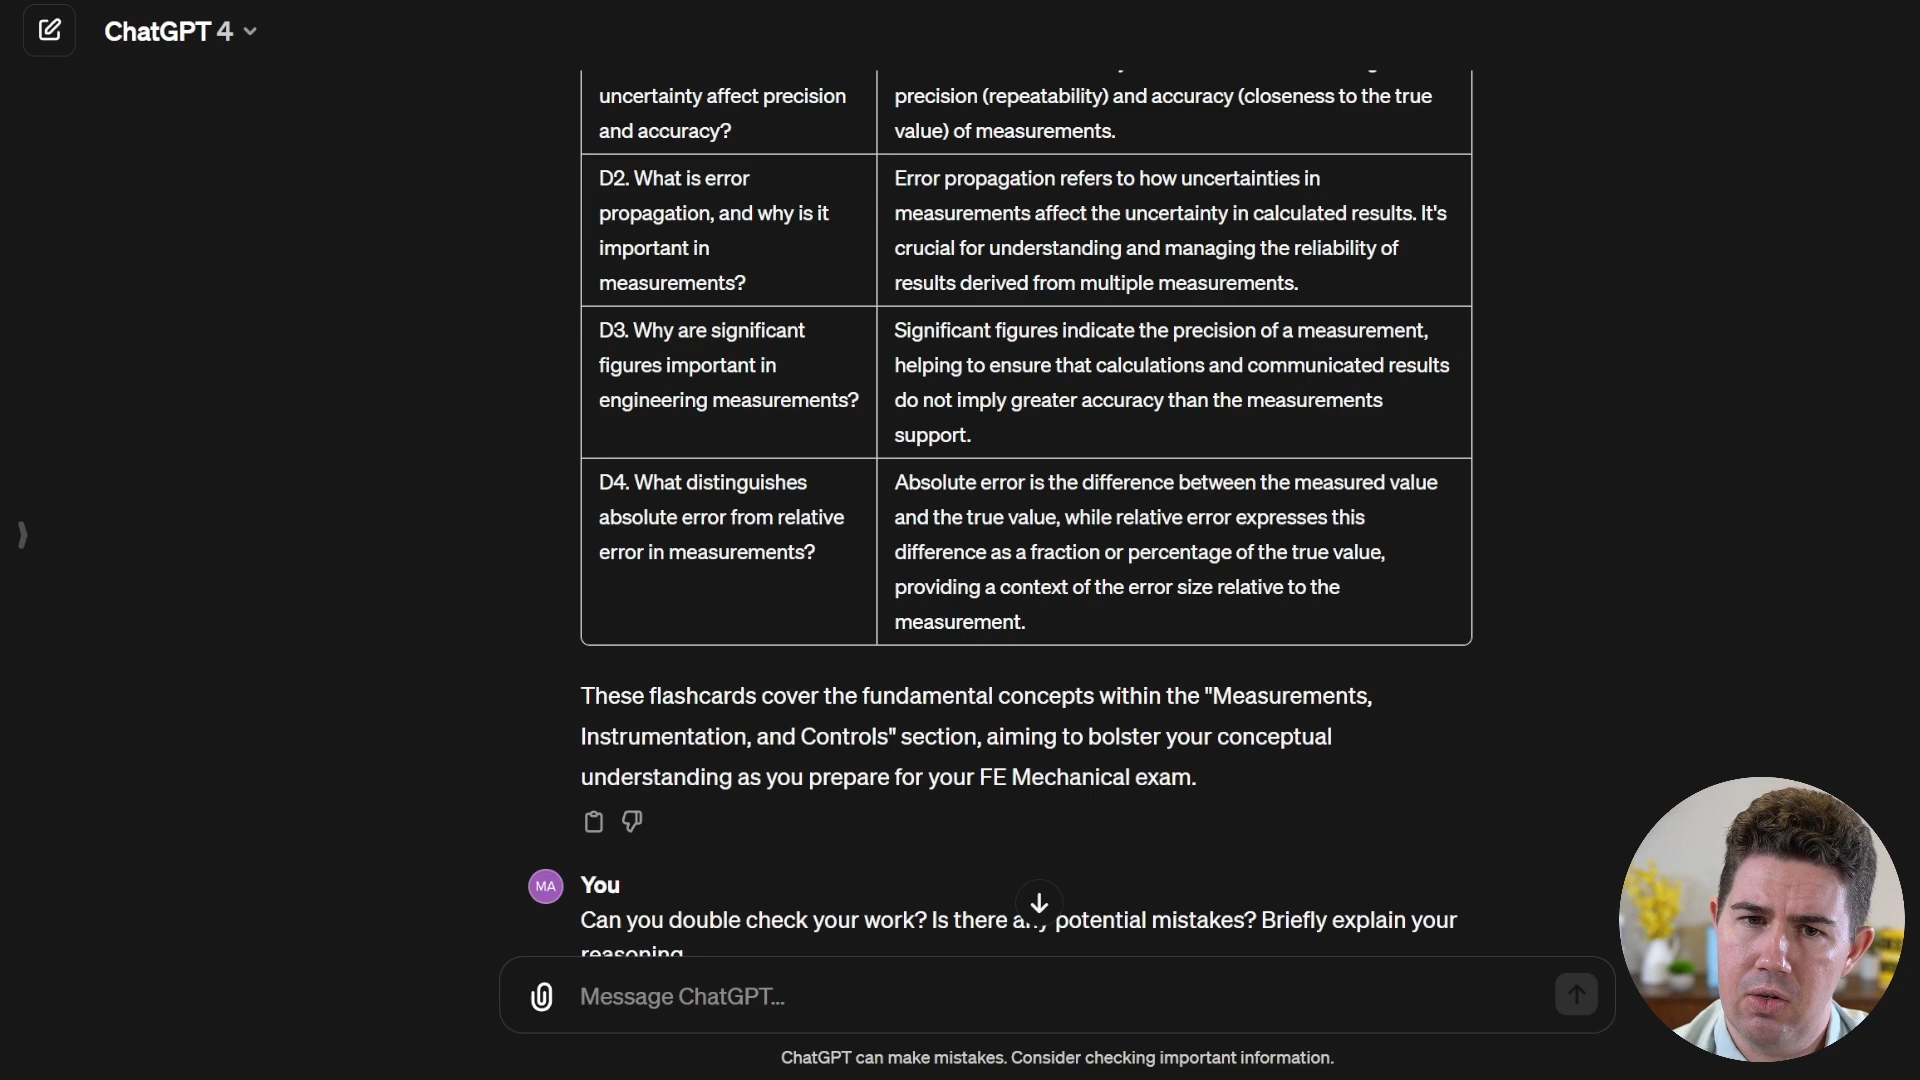 ChatGPT 4
uncertainty affect precision
and accuracy?
precision (repeatability) and accuracy (closeness to the true
value) of measurements.
D2. What is error
propagation, and why is it
important in
measurements?
Error propagation refers to how uncertainties in
measurements affect the uncertainty in calculated results. It's
crucial for understanding and managing the reliability of
results derived from multiple measurements.
D3. Why are significant
figures important in
engineering measurements?
Significant figures indicate the precision of a measurement,
helping to ensure that calculations and communicated results
do not imply greater accuracy than the measurements
support.
D4. What distinguishes
absolute error from relative
error in measurements?
Absolute error is the difference between the measured value
and the true value, while relative error expresses this
difference as a fraction or percentage of the true value,
providing a context of the error size relative to the
measurement.
These flashcards cover the fundamental concepts within the "Measurements,
Instrumentation, and Controls" section, aiming to bolster your conceptual
understanding as you prepare for your FE Mechanical exam.
MA
You
Can you double check your work? Is there any potential mistakes? Briefly explain your
reasoning
Message ChatGPT...
ChatGPT can make mistakes. Consider checking important information.